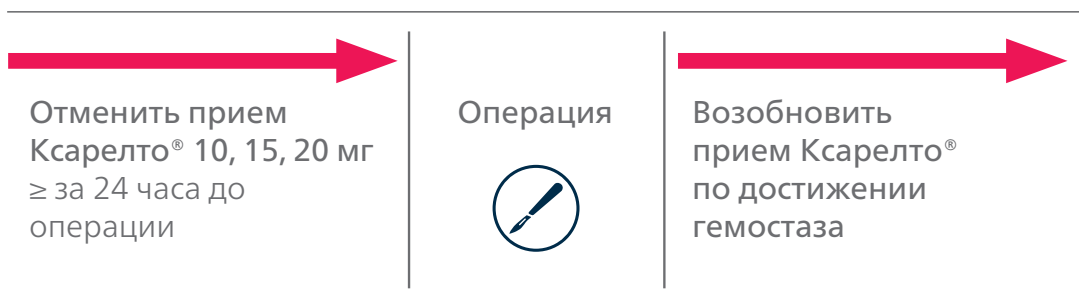 Отменить прием
Ксарелто® 10, 15, 20 мг
≥ за 24 часа до
операции
Операция
Возобновить
прием Ксарелто®
по достижении
гемостаза